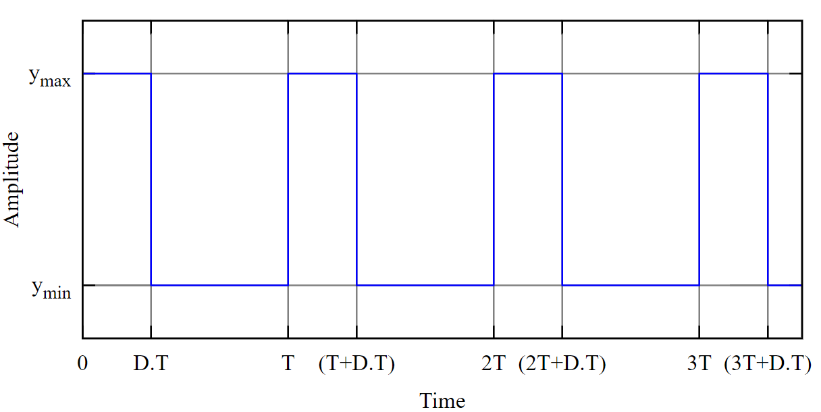 Amplitude
ymax
ymin
0 D.T T (T+D.T) 2T (2T+D.T) 3T (3T+D.T)
Time